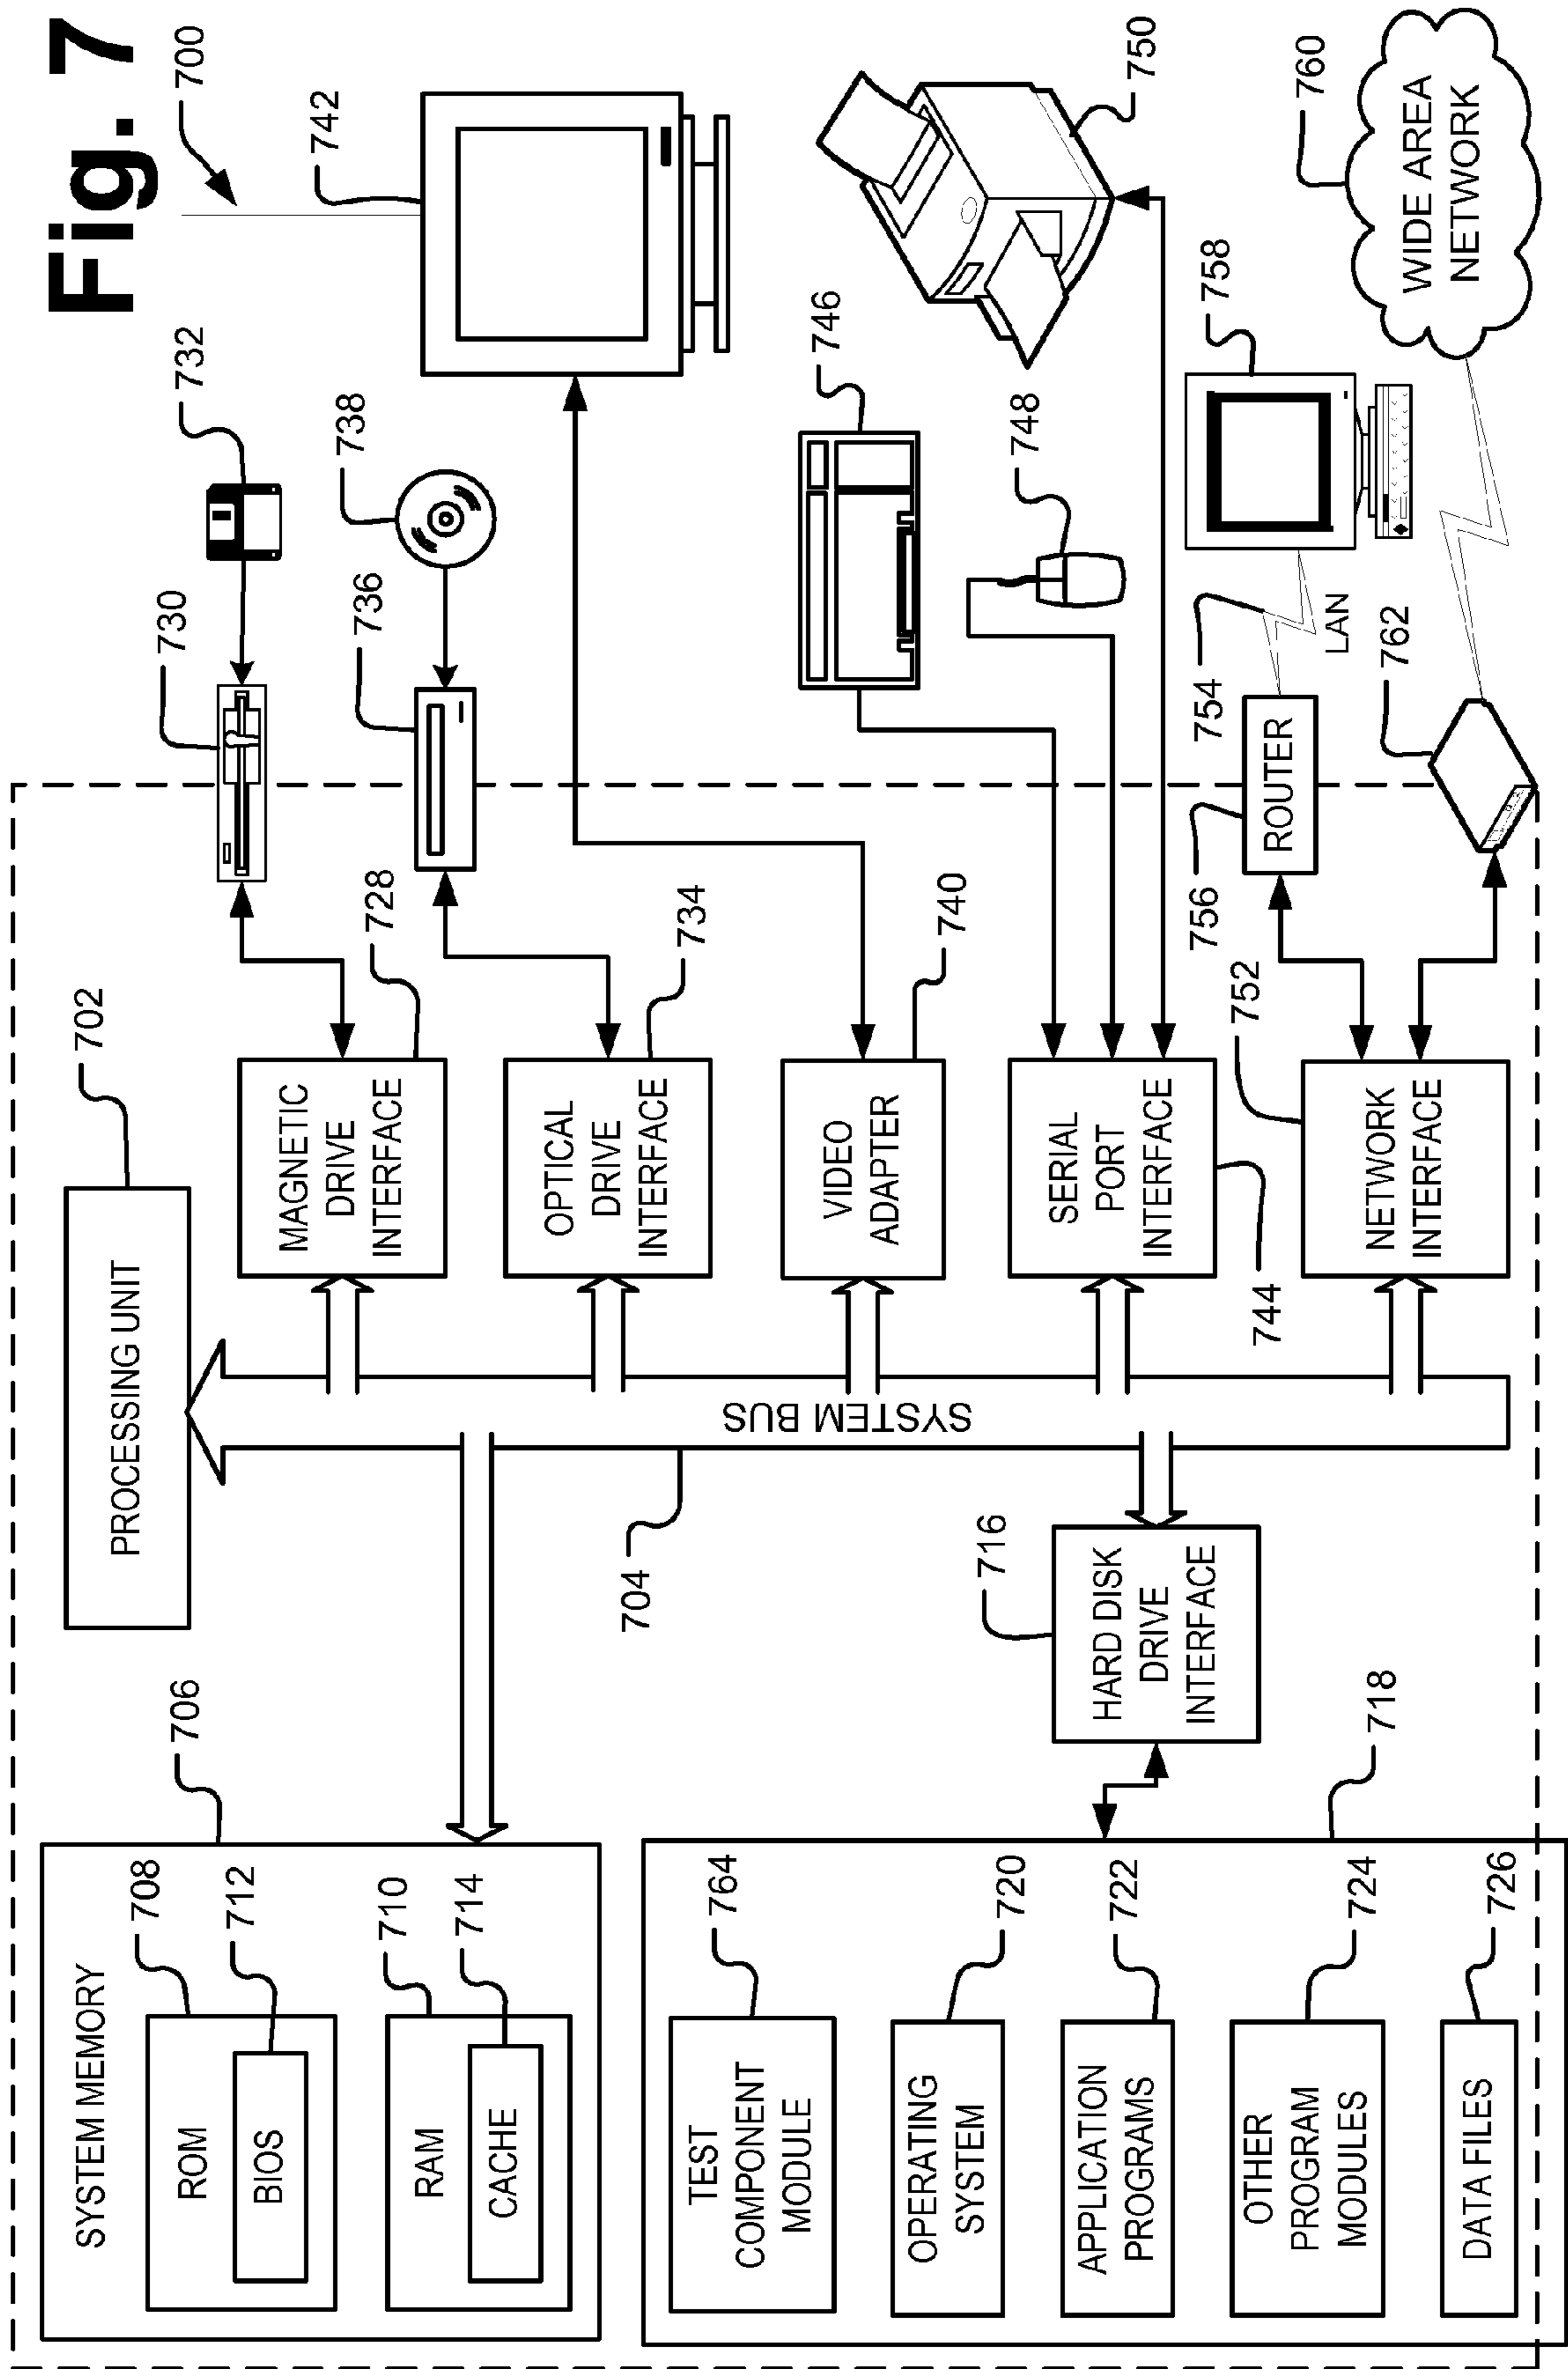 Fig. 7
700
SYSTEM MEMORY
706
ROM
708
BIOS
712
RAM
710
CACHE
714
PROCESSING UNIT
702
704
SYSTEM BUS
MAGNETIC
DRIVE
INTERFACE
728
730
732
OPTICAL
DRIVE
INTERFACE
734
736
738
VIDEO
ADAPTER
740
742
SERIAL
PORT
INTERFACE
744
746
748
750
NETWORK
INTERFACE
752
ROUTER
756
754
LAN
758
762
WIDE AREA
NETWORK
760
HARD DISK
DRIVE
INTERFACE
716
718
TEST
COMPONENT
MODULE
764
OPERATING
SYSTEM
720
APPLICATION
PROGRAMS
722
OTHER
PROGRAM
MODULES
724
DATA FILES
726